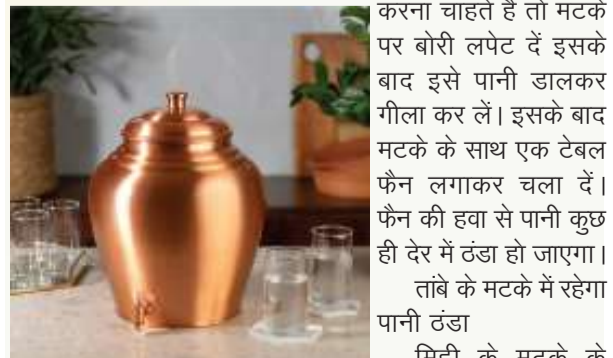 करना चाहते है तो मटके
पर बोरी लपेट दें इसके
बाद इसे पानी डालकर
गीला कर लें। इसके बाद
मटके के साथ एक टेबल
फैन लगाकर चला दें।
फैन की हवा से पानी कुछ
ही देर में ठंडा हो जाएगा।
तांबे के मटके में रहेगा
पानी ठंडा
मिट्टी के मटके के